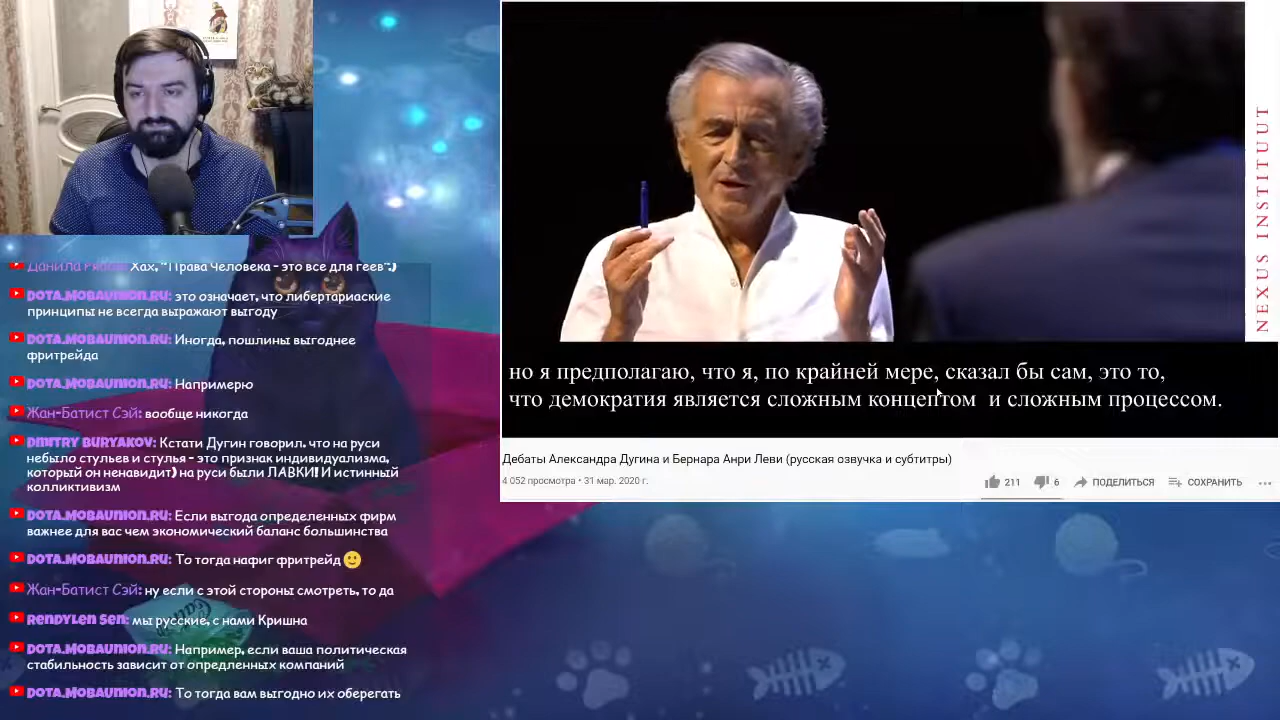 Хах, "Права Человека - это все для геев":)
DOTA.MOBAUNION.RU: это означает, что либертариаские
принципы не всегда выражают выгоду
DOTA.MOBAUNION.RU: Иногда, пошлины выгоднее
фритрейда
DOTA.MOBAUNION.RU: Напримерю
Жан-Батист Сэй: вообще никогда
DMITRY BURYAKOV: Кстати Дугин говорил, что на руси
небыло стульев и стулья - это признак индивидуализма,
который он ненавидит) на руси были ЛАВКИ! И истинный
колликтивизм
DOTA.MOBAUNION.RU: Если выгода определенных фирм
важнее для вас чем экономический баланс большинства
DOTA.MOBAUNION.RU: То тогда нафиг фритрейд 🙂
Жан-Батист Сэй: ну если с этой стороны смотреть, то да
Rendylen Sen: мы русские, с нами Кришна
DOTA.MOBAUNION.RU: Например, если ваша политическая
стабильность зависит от опредленных компаний
DOTA.MOBAUNION.RU: То тогда вам выгодно их оберегать
NEXUS INSTITUUT
но я предполагаю, что я, по крайней мере, сказал бы сам, это то,
что демократия является сложным концептом и сложным процессом.
Дебаты Александра Дугина и Бернара Анри Леви (русская озвучка и субтитры)
4 052 просмотра • 31 мар. 2020 г.
211 6 ПОДЕЛИТЬСЯ СОХРАНИТЬ